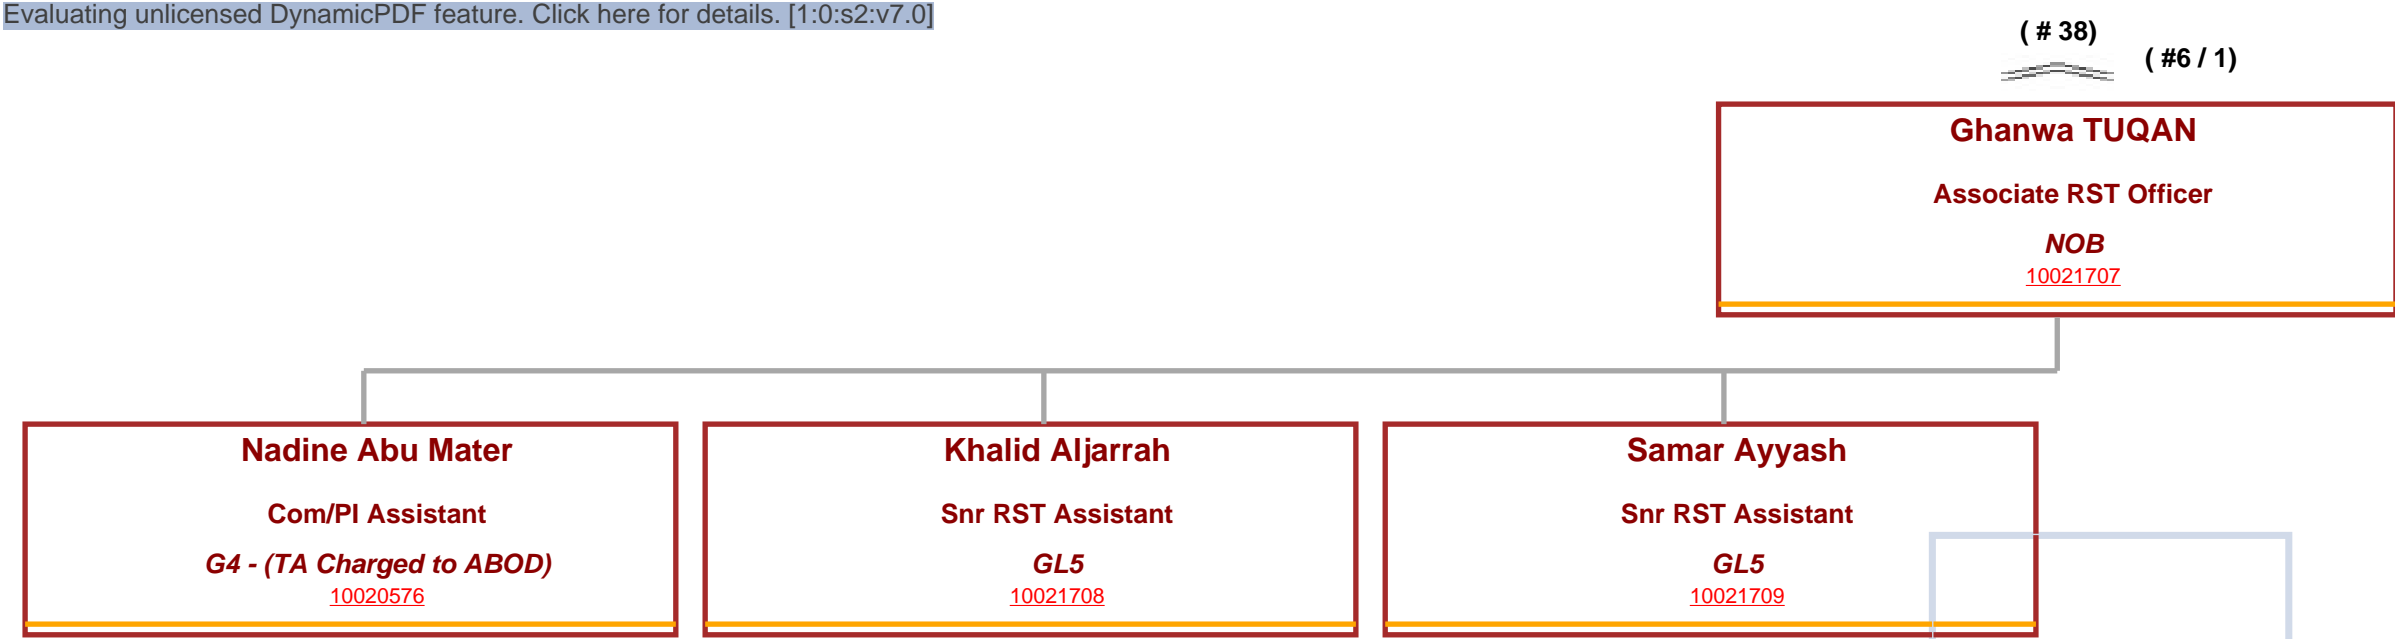 Evaluating unlicensed DynamicPDF feature. Click here for details. [1:0:s2:v7.0]
( # 38)
( #6 / 1)
Ghanwa TUQAN
Associate RST Officer
NOB
10021707
Nadine Abu Mater
Com/PI Assistant
G4 - (TA Charged to ABOD)
10020576
Khalid Aljarrah
Snr RST Assistant
GL5
10021708
Samar Ayyash
Snr RST Assistant
GL5
10021709